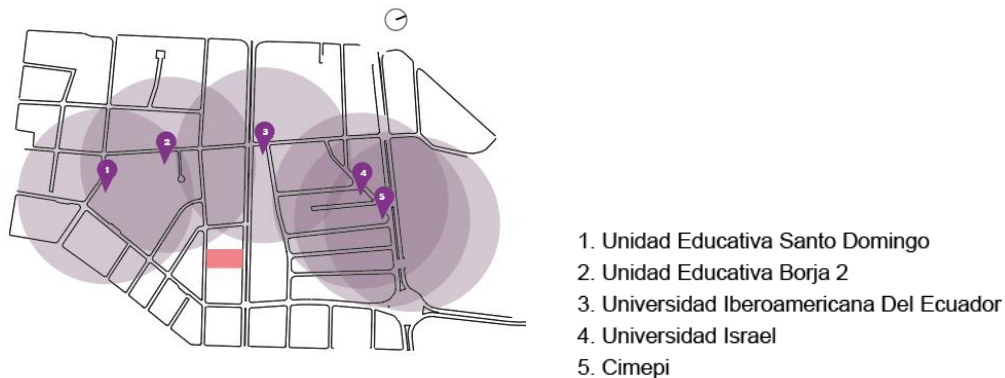 3
2
1
4
5
1. Unidad Educativa Santo Domingo
2. Unidad Educativa Borja 2
3. Universidad Iberoamericana Del Ecuador
4. Universidad Israel
5. Cimepi